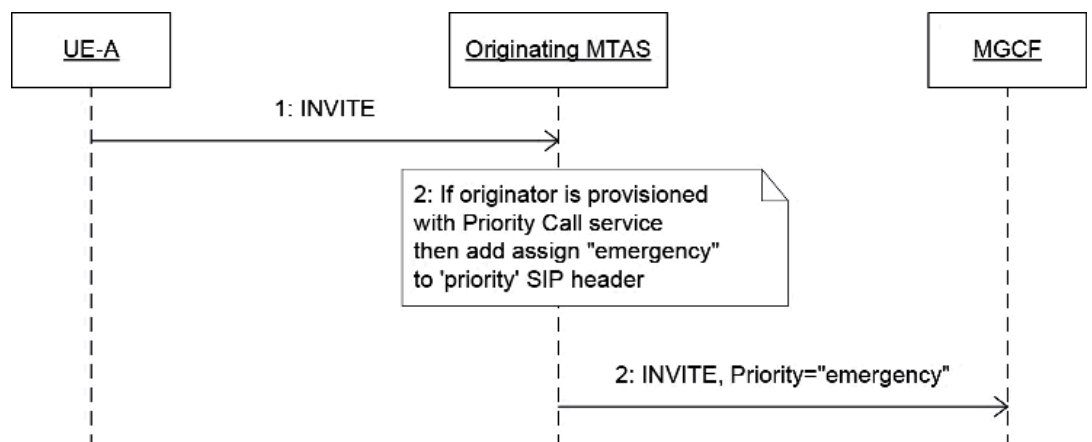 UE-A
Originating MTAS
MGCF
1: INVITE
2: If originator is provisioned
with Priority Call service
then add assign "emergency"
to 'priority' SIP header
2: INVITE, Priority="emergency"